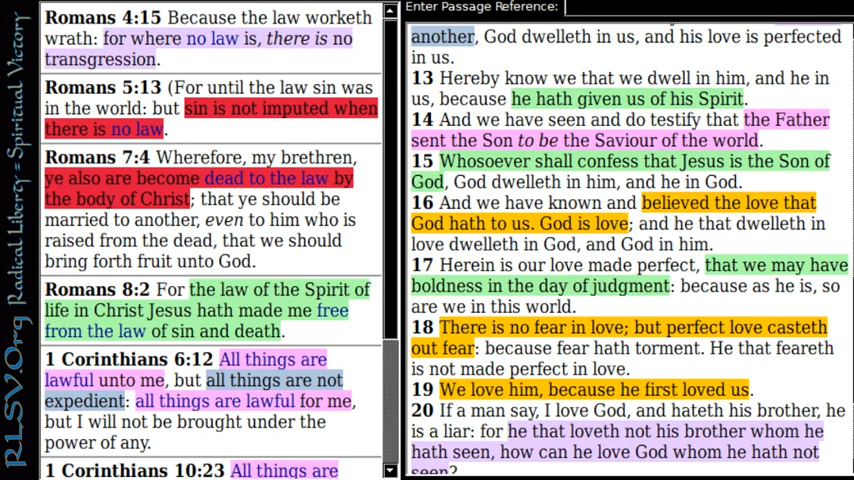 RLSVOrg Radical Liberty = Spiritual Victory
Romans 4:15 Because the law worketh
wrath: for where no law is, there is no
transgression.
Romans 5:13 (For until the law sin was
in the world: but sin is not imputed when
there is no law.
Romans 7:4 Wherefore, my brethren,
ye also are become dead to the law by
the body of Christ; that ye should be
married to another, even to him who is
raised from the dead, that we should
bring forth fruit unto God.
Romans 8:2 For the law of the Spirit of
life in Christ Jesus hath made me free
from the law of sin and death.
1 Corinthians 6:12 All things are
lawful unto me, but all things are not
expedient: all things are lawful for me,
but I will not be brought under the
power of any.
1 Corinthians 10:23 All things are
Enter Passage Reference:
another, God dwelleth in us, and his love is perfected
in us.
13 Hereby know we that we dwell in him, and he in
us, because he hath given us of his Spirit.
14 And we have seen and do testify that the Father
sent the Son to be the Saviour of the world.
15 Whosoever shall confess that Jesus is the Son of
God, God dwelleth in him, and he in God.
16 And we have known and believed the love that
God hath to us. God is love; and he that dwelleth in
love dwelleth in God, and God in him.
17 Herein is our love made perfect, that we may have
boldness in the day of judgment: because as he is, so
are we in this world.
18 There is no fear in love; but perfect love casteth
out fear: because fear hath torment. He that feareth
is not made perfect in love.
19 We love him, because he first loved us.
20 If a man say, I love God, and hateth his brother, he
is a liar: for he that loveth not his brother whom he
hath seen, how can he love God whom he hath not
seen?